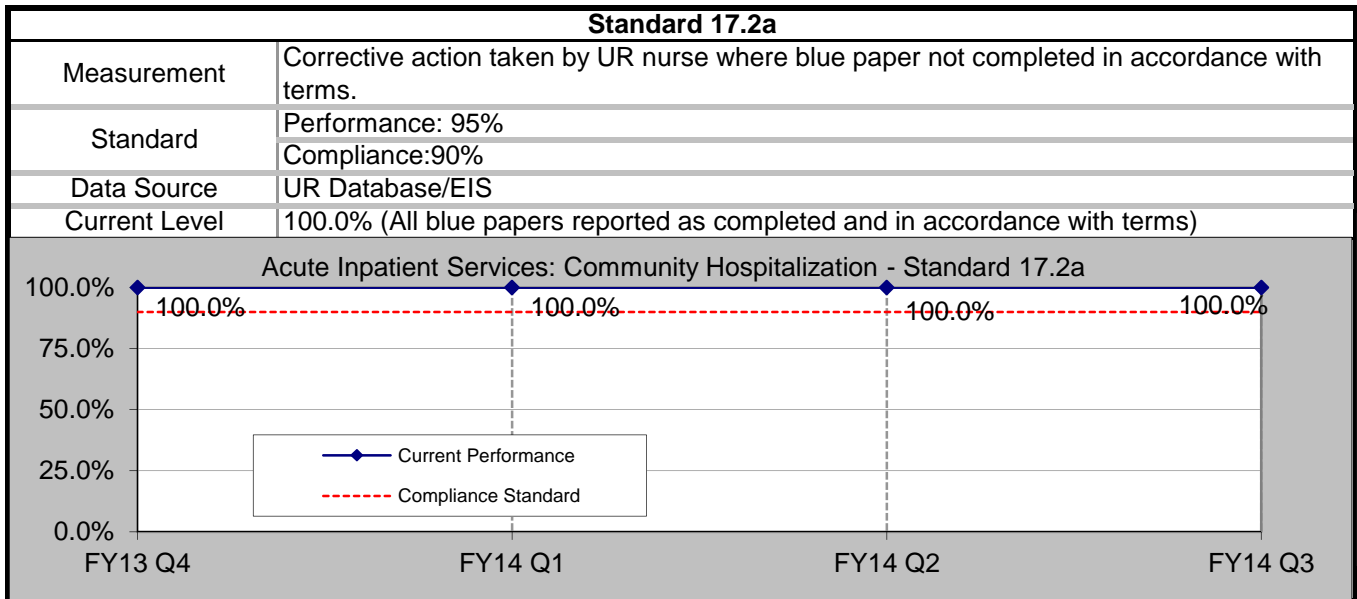 Standard 17.2a
Measurement
Corrective action taken by UR nurse where blue paper not completed in accordance with
terms.
Standard
Performance: 95%
Compliance:90%
Data Source
UR Database/EIS
Current Level
100.0% (All blue papers reported as completed and in accordance with terms)
Acute Inpatient Services: Community Hospitalization - Standard 17.2a
100.0%
100.0%
100.0%
100.0%
100.0%
75.0%
50.0%
25.0%
0.0%
Current Performance
Compliance Standard
FY13 Q4
FY14 Q1
FY14 Q2
FY14 Q3